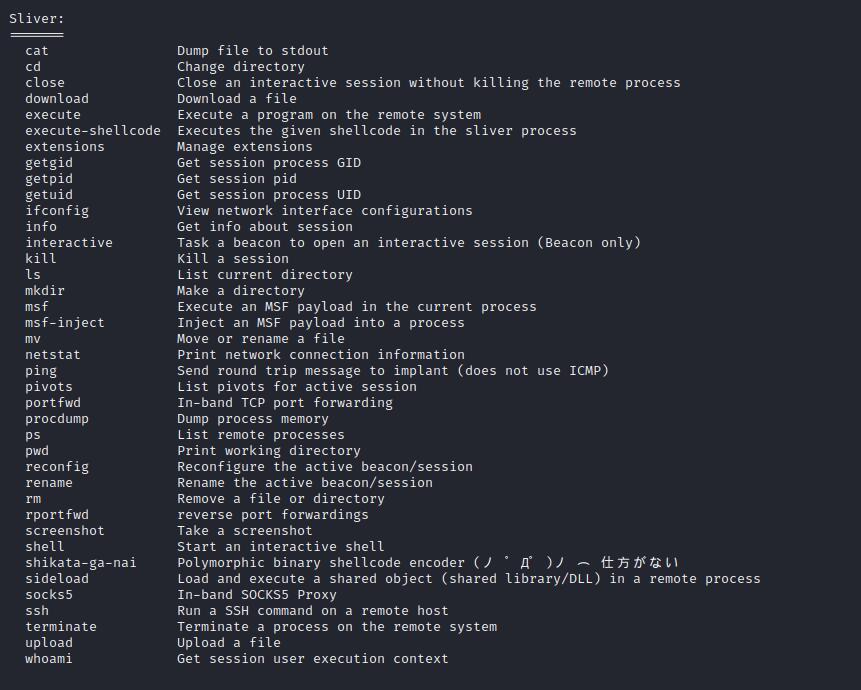 Sliver:
=======
cat Dump file to stdout
cd Change directory
close Close an interactive session without killing the remote process
download Download a file
execute Execute a program on the remote system
execute-shellcode Executes the given shellcode in the sliver process
extensions Manage extensions
getgid Get session process GID
getpid Get session pid
getuid Get session process UID
ifconfig View network interface configurations
info Get info about session
interactive Task a beacon to open an interactive session (Beacon only)
kill Kill a session
ls List current directory
mkdir Make a directory
msf Execute an MSF payload in the current process
msf-inject Inject an MSF payload into a process
mv Move or rename a file
netstat Print network connection information
ping Send round trip message to implant (does not use ICMP)
pivots List pivots for active session
portfwd In-band TCP port forwarding
procdump Dump process memory
ps List remote processes
pwd Print working directory
reconfig Reconfigure the active beacon/session
rename Rename the active beacon/session
rm Remove a file or directory
rportfwd reverse port forwardings
screenshot Take a screenshot
shell Start an interactive shell
shikata-ga-nai Polymorphic binary shellcode encoder (ノ ゜Д゜)ノ ︵ 仕方がない
sideload Load and execute a shared object (shared library/DLL) in a remote process
socks5 In-band SOCKS5 Proxy
ssh Run a SSH command on a remote host
terminate Terminate a process on the remote system
upload Upload a file
whoami Get session user execution context